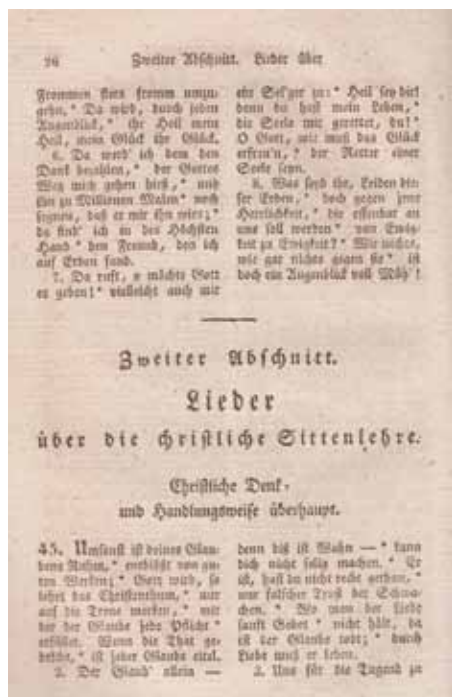 26 Zweiter Abschnitt. Lieder über
Frommen stets fromm umzu-
gehn, * Da wird, durch jeden
Augenblick, * ihr Heil mein
Heil, mein Glück ihr Glück.
6. Da werd' ich dem den
Dank bezahlen, * der Gottes
Weg mich gehen hieß, * und
ihn zu Millionen Malen * noch
segnen, daß er mir ihn wies; *
da find' ich in des Höchsten
Hand * den Freund, den ich
auf Erden fand.
7. Da ruft, o möchte Gott
es geben! * vielleicht auch mir
ein Sel'ger zu: * Heil sey dir!
denn du hast mein Leben, *
die Seele mir gerettet, du! *
O Gott, wie muß das Glück
erfreu'n, * der Retter einer
Seele seyn.
8. Was seyd ihr, Leiden die-
ser Erden, * doch gegen jene
Herrlichkeit, * die offenbar an
uns soll werden * von Ewig-
keit zu Ewigkeit? * Wie nichts,
wie gar nichts gegen sie * ist
doch ein Augenblick voll Müh'!
Zweiter Abschnitt.
Lieder
über die christliche Sittenlehre.
Christliche Denk-
und Handlungsweise überhaupt.
45. Umsonst ist deines Glau-
bens Ruhm, * entblößt von gu-
ten Werken; * Gott wird, so
lehrt das Christenthum, * nur
auf die Treue merken, * mit
der der Glaube jede Pflicht *
erfüllet. Wenn die That ge-
bricht, * ist jeder Glaube eitel.
2. Der Glaub' allein —
denn diß ist Wahn — * kann
dich nicht selig machen. * Er
ist, hast du nicht recht gethan, *
nur falscher Trost der Schwa-
chen. * Wo man der Liebe
sanft Gebot * nicht hält, da
ist der Glaube todt; * durch
Liebe muß er leben.
3. Uns für die Tugend zu